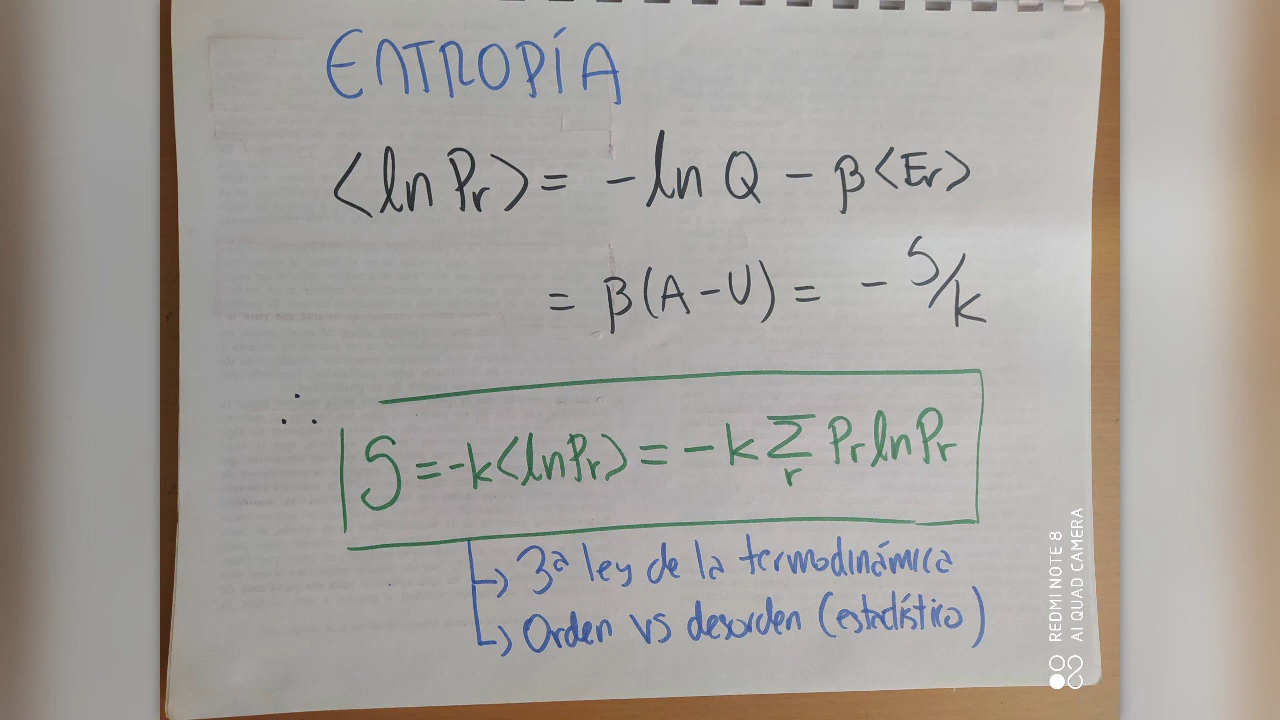 ENTROPÍA
<ln Pr> = - ln Q - β<Er>
= β(A-U) = - S/k
∴ S = -k<ln Pr> = -k Σr Pr ln Pr
↳ 3ª ley de la termodinámica
↳ Orden vs desorden (estadístico)
REDMI NOTE 8
AI QUAD CAMERA